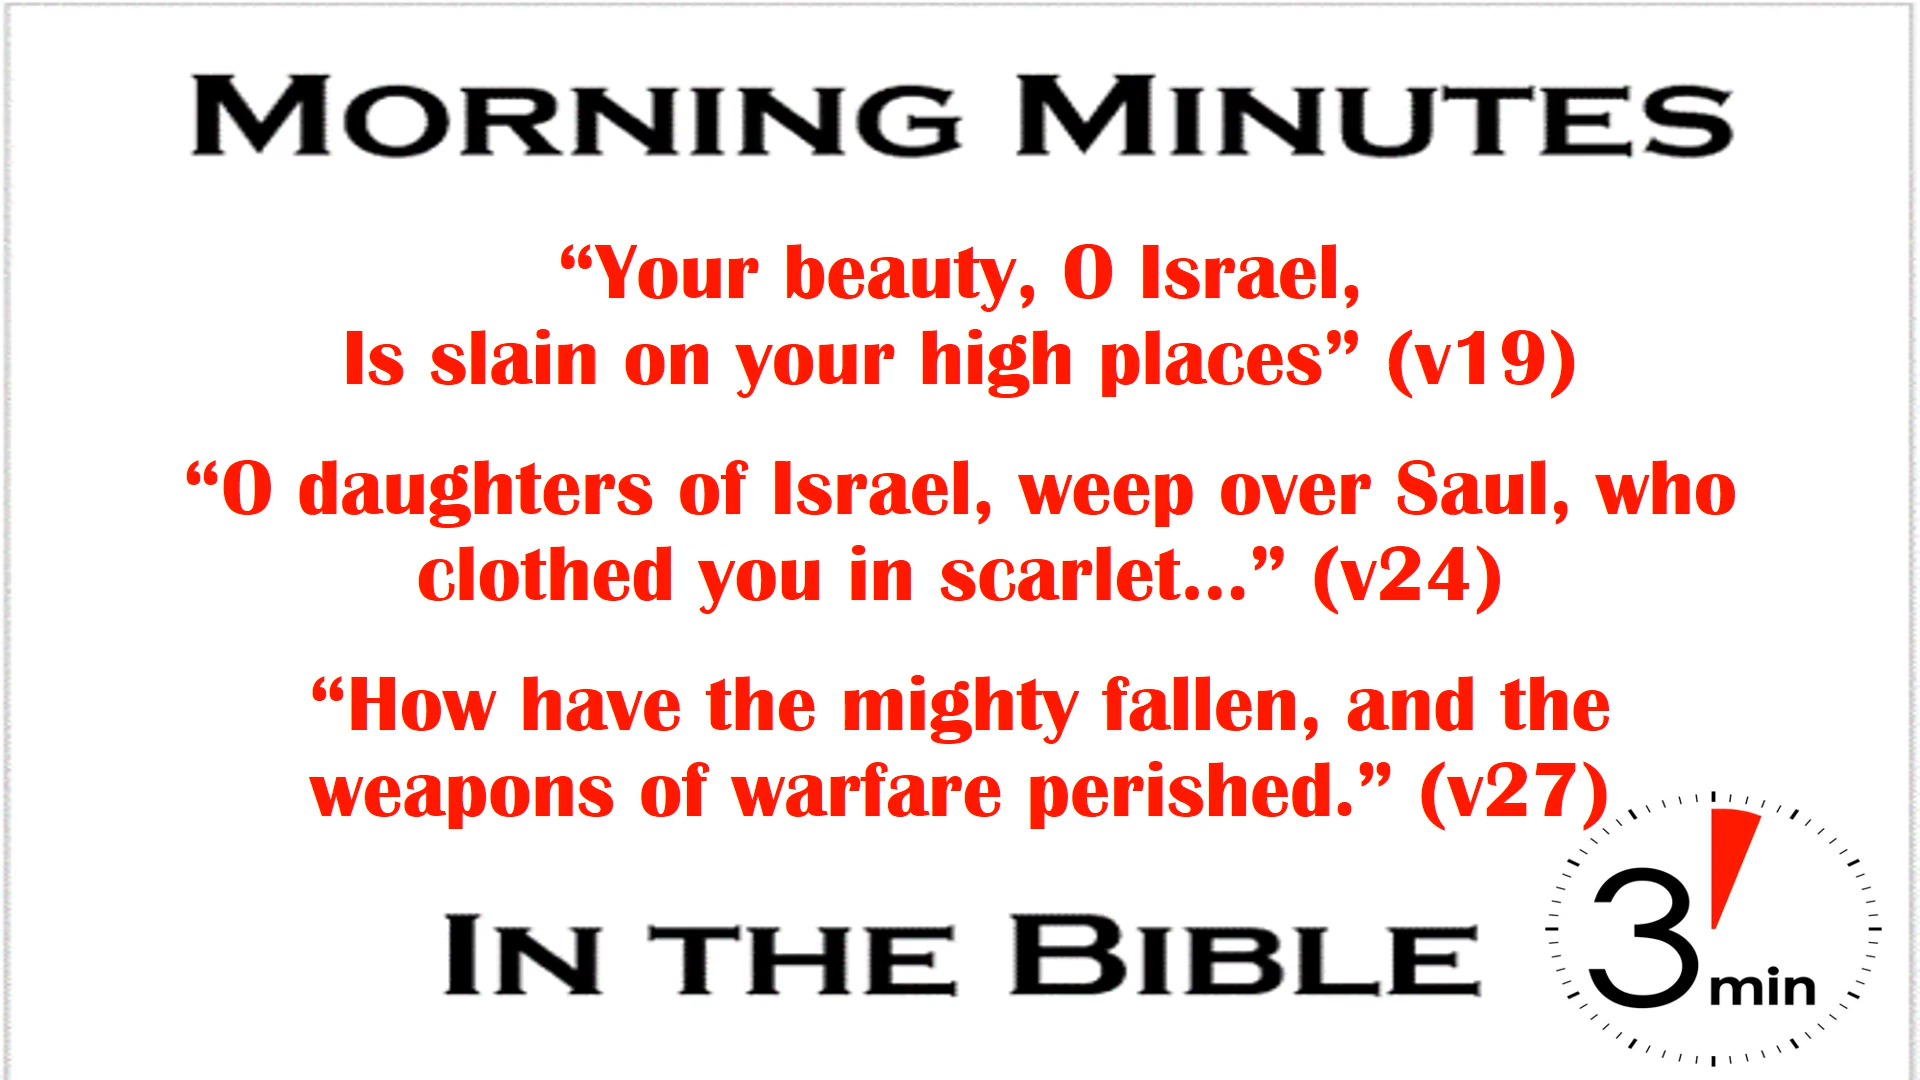 MORNING MINUTES
“Your beauty, O Israel,
Is slain on your high places” (v19)
“O daughters of Israel, weep over Saul, who
clothed you in scarlet...” (v24)
“How have the mighty fallen, and the
weapons of warfare perished.” (v27)
IN THE BIBLE
3 min